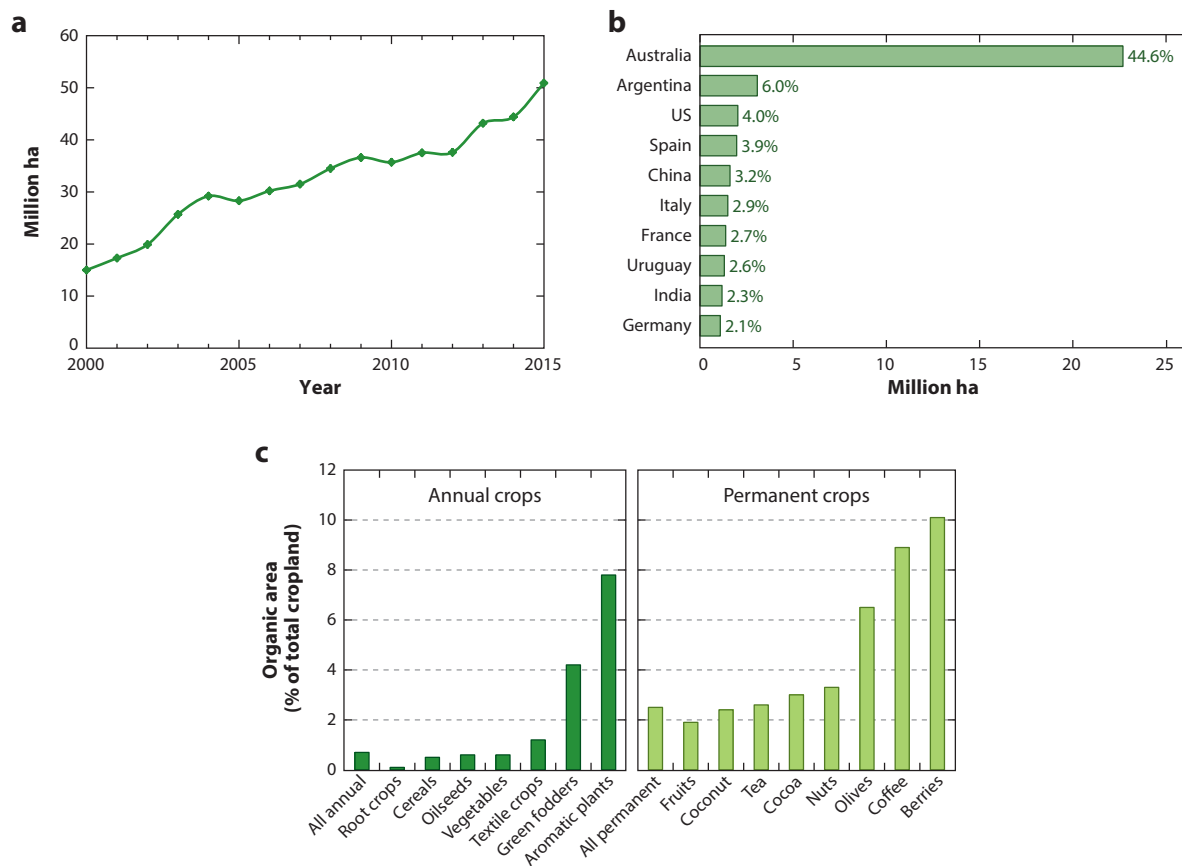 a
60
50
40
30
20
10
0
Million ha
2000
2005
2010
2015
Year
b
Australia
44.6%
Argentina
6.0%
US
4.0%
Spain
3.9%
China
3.2%
Italy
2.9%
France
2.7%
Uruguay
2.6%
India
2.3%
Germany
2.1%
0
5
10
15
20
25
Million ha
c
Organic area
(% of total cropland)
12
10
8
6
4
2
0
Annual crops
Permanent crops
All annual
Root crops
Cereals
Oilseeds
Vegetables
Textile crops
Green fodders
Aromatic plants
All permanent
Fruits
Coconut
Tea
Cocoa
Nuts
Olives
Coffee
Berries